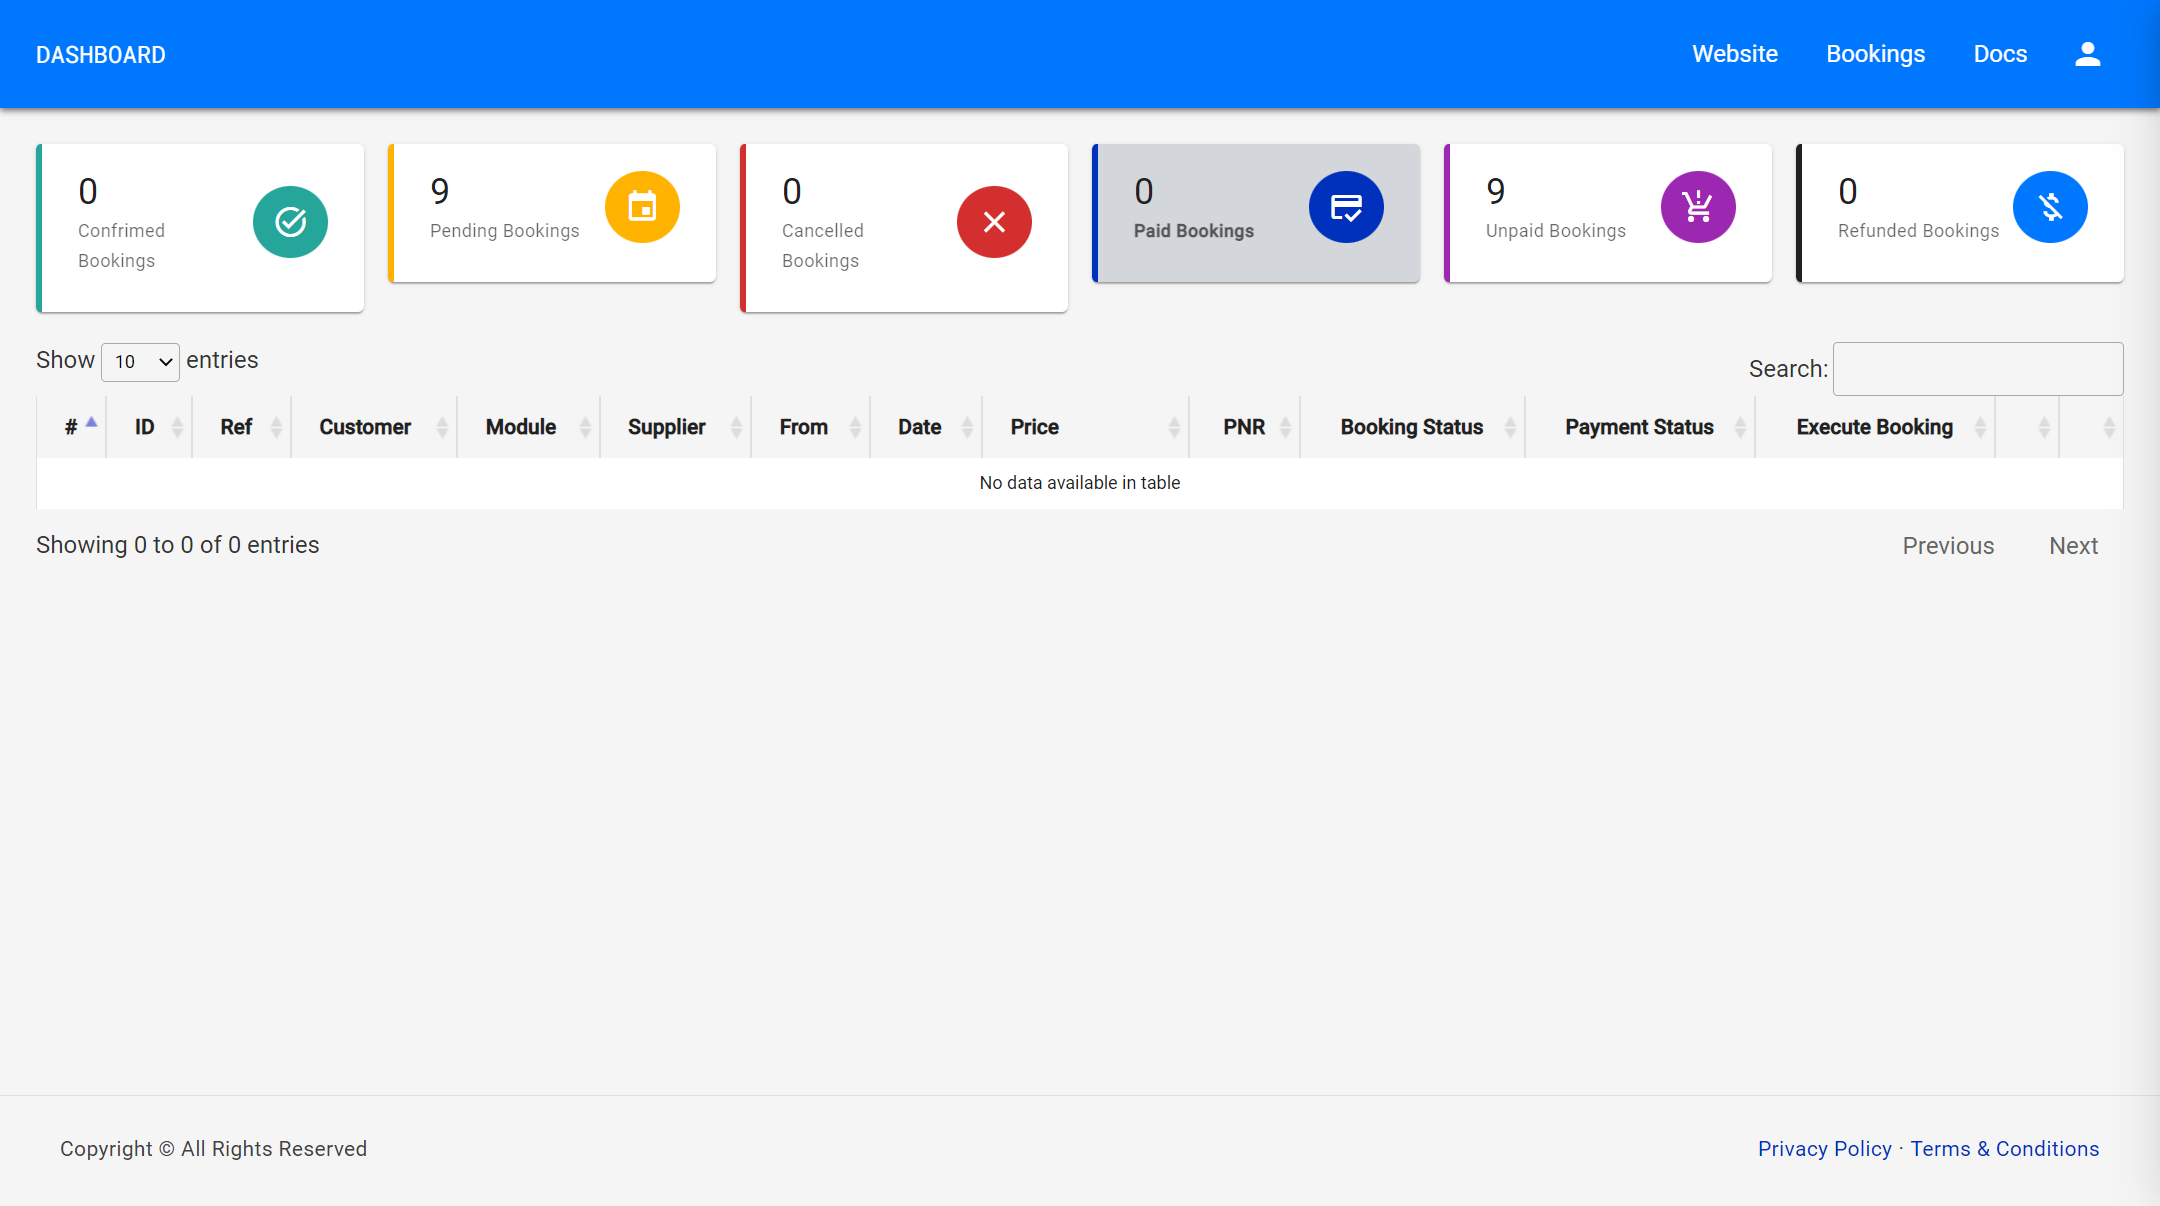 DASHBOARD
Website Bookings Docs
0
Confrimed
Bookings
9
Pending Bookings
0
Cancelled
Bookings
0
Paid Bookings
9
Unpaid Bookings
0
Refunded Bookings
Show 10 entries
Search:
# ID Ref Customer Module Supplier From Date Price PNR Booking Status Payment Status Execute Booking
No data available in table
Showing 0 to 0 of 0 entries
Previous Next
Copyright © All Rights Reserved
Privacy Policy · Terms & Conditions